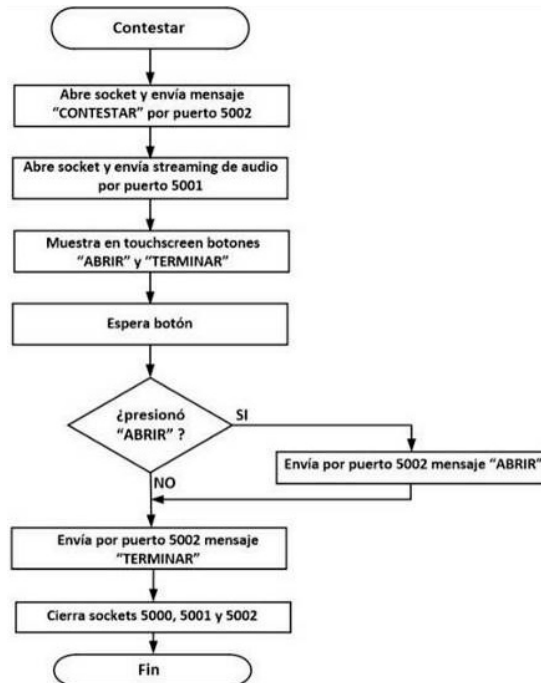 Contestar
Abre socket y envía mensaje
“CONTESTAR” por puerto 5002
Abre socket y envía streaming de audio
por puerto 5001
Muestra en touchscreen botones
“ABRIR” y “TERMINAR”
Espera botón
¿presionó
“ABRIR” ?
SI
Envía por puerto 5002 mensaje “ABRIR”
NO
Envía por puerto 5002 mensaje
“TERMINAR”
Cierra sockets 5000, 5001 y 5002
Fin